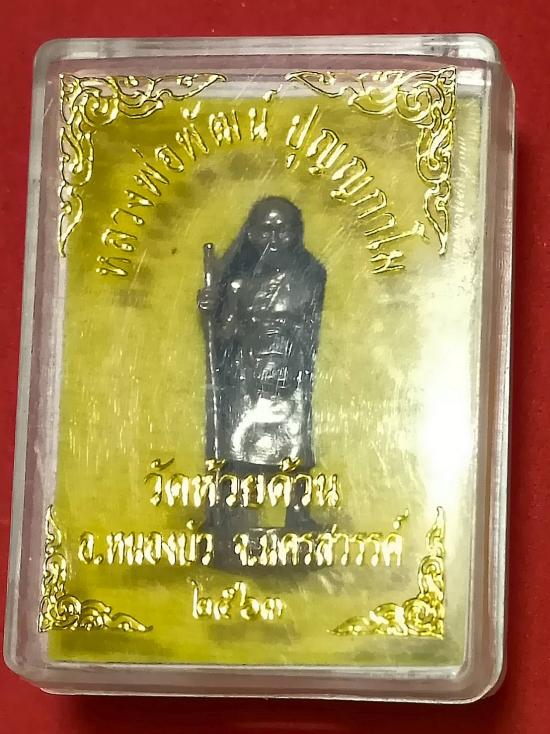 หลวงพ่อพัฒน์ ปุญญกาโม
วัดห้วยด้วน
อ.หนองบัว จ.นครสวรรค์
๒๕๖๓